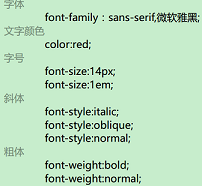 字体
font-family：sans-serif,微软雅黑;
文字颜色
color:red;
字号
font-size:14px;
font-size:1em;
斜体
font-style:italic;
font-style:oblique;
font-style:normal;
粗体
font-weight:bold;
font-weight:normal;